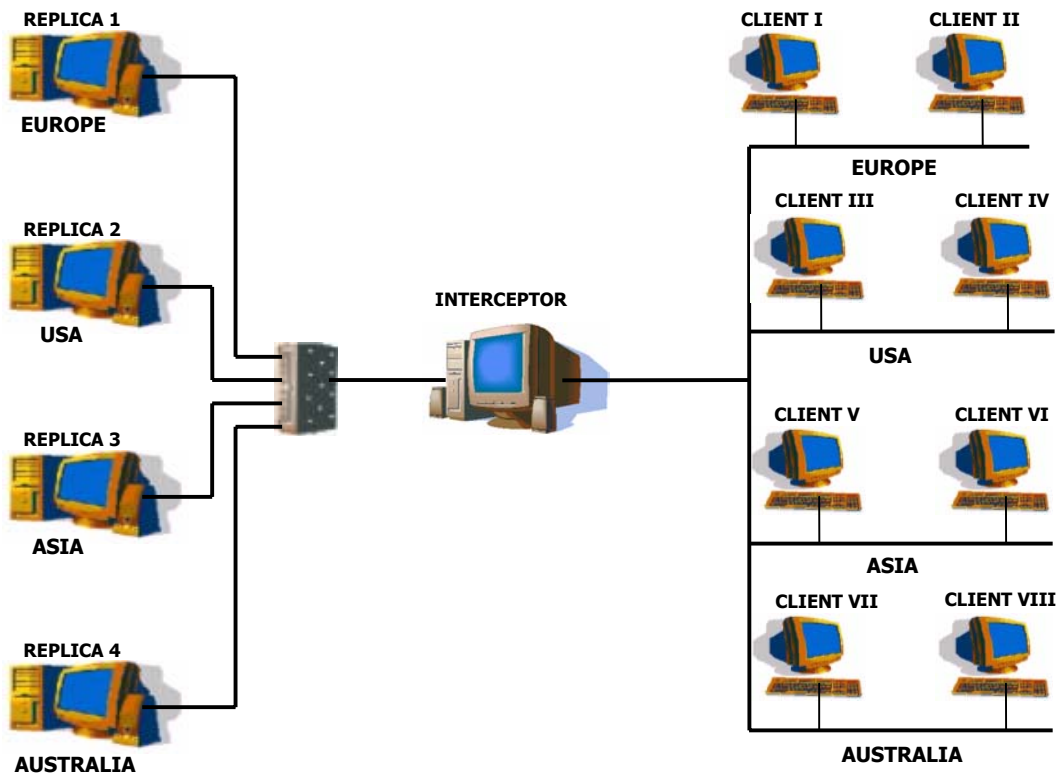 REPLICA 1
EUROPE
REPLICA 2
USA
REPLICA 3
ASIA
REPLICA 4
AUSTRALIA
INTERCEPTOR
CLIENT I
CLIENT II
EUROPE
CLIENT III
CLIENT IV
USA
CLIENT V
CLIENT VI
ASIA
CLIENT VII
CLIENT VIII
AUSTRALIA